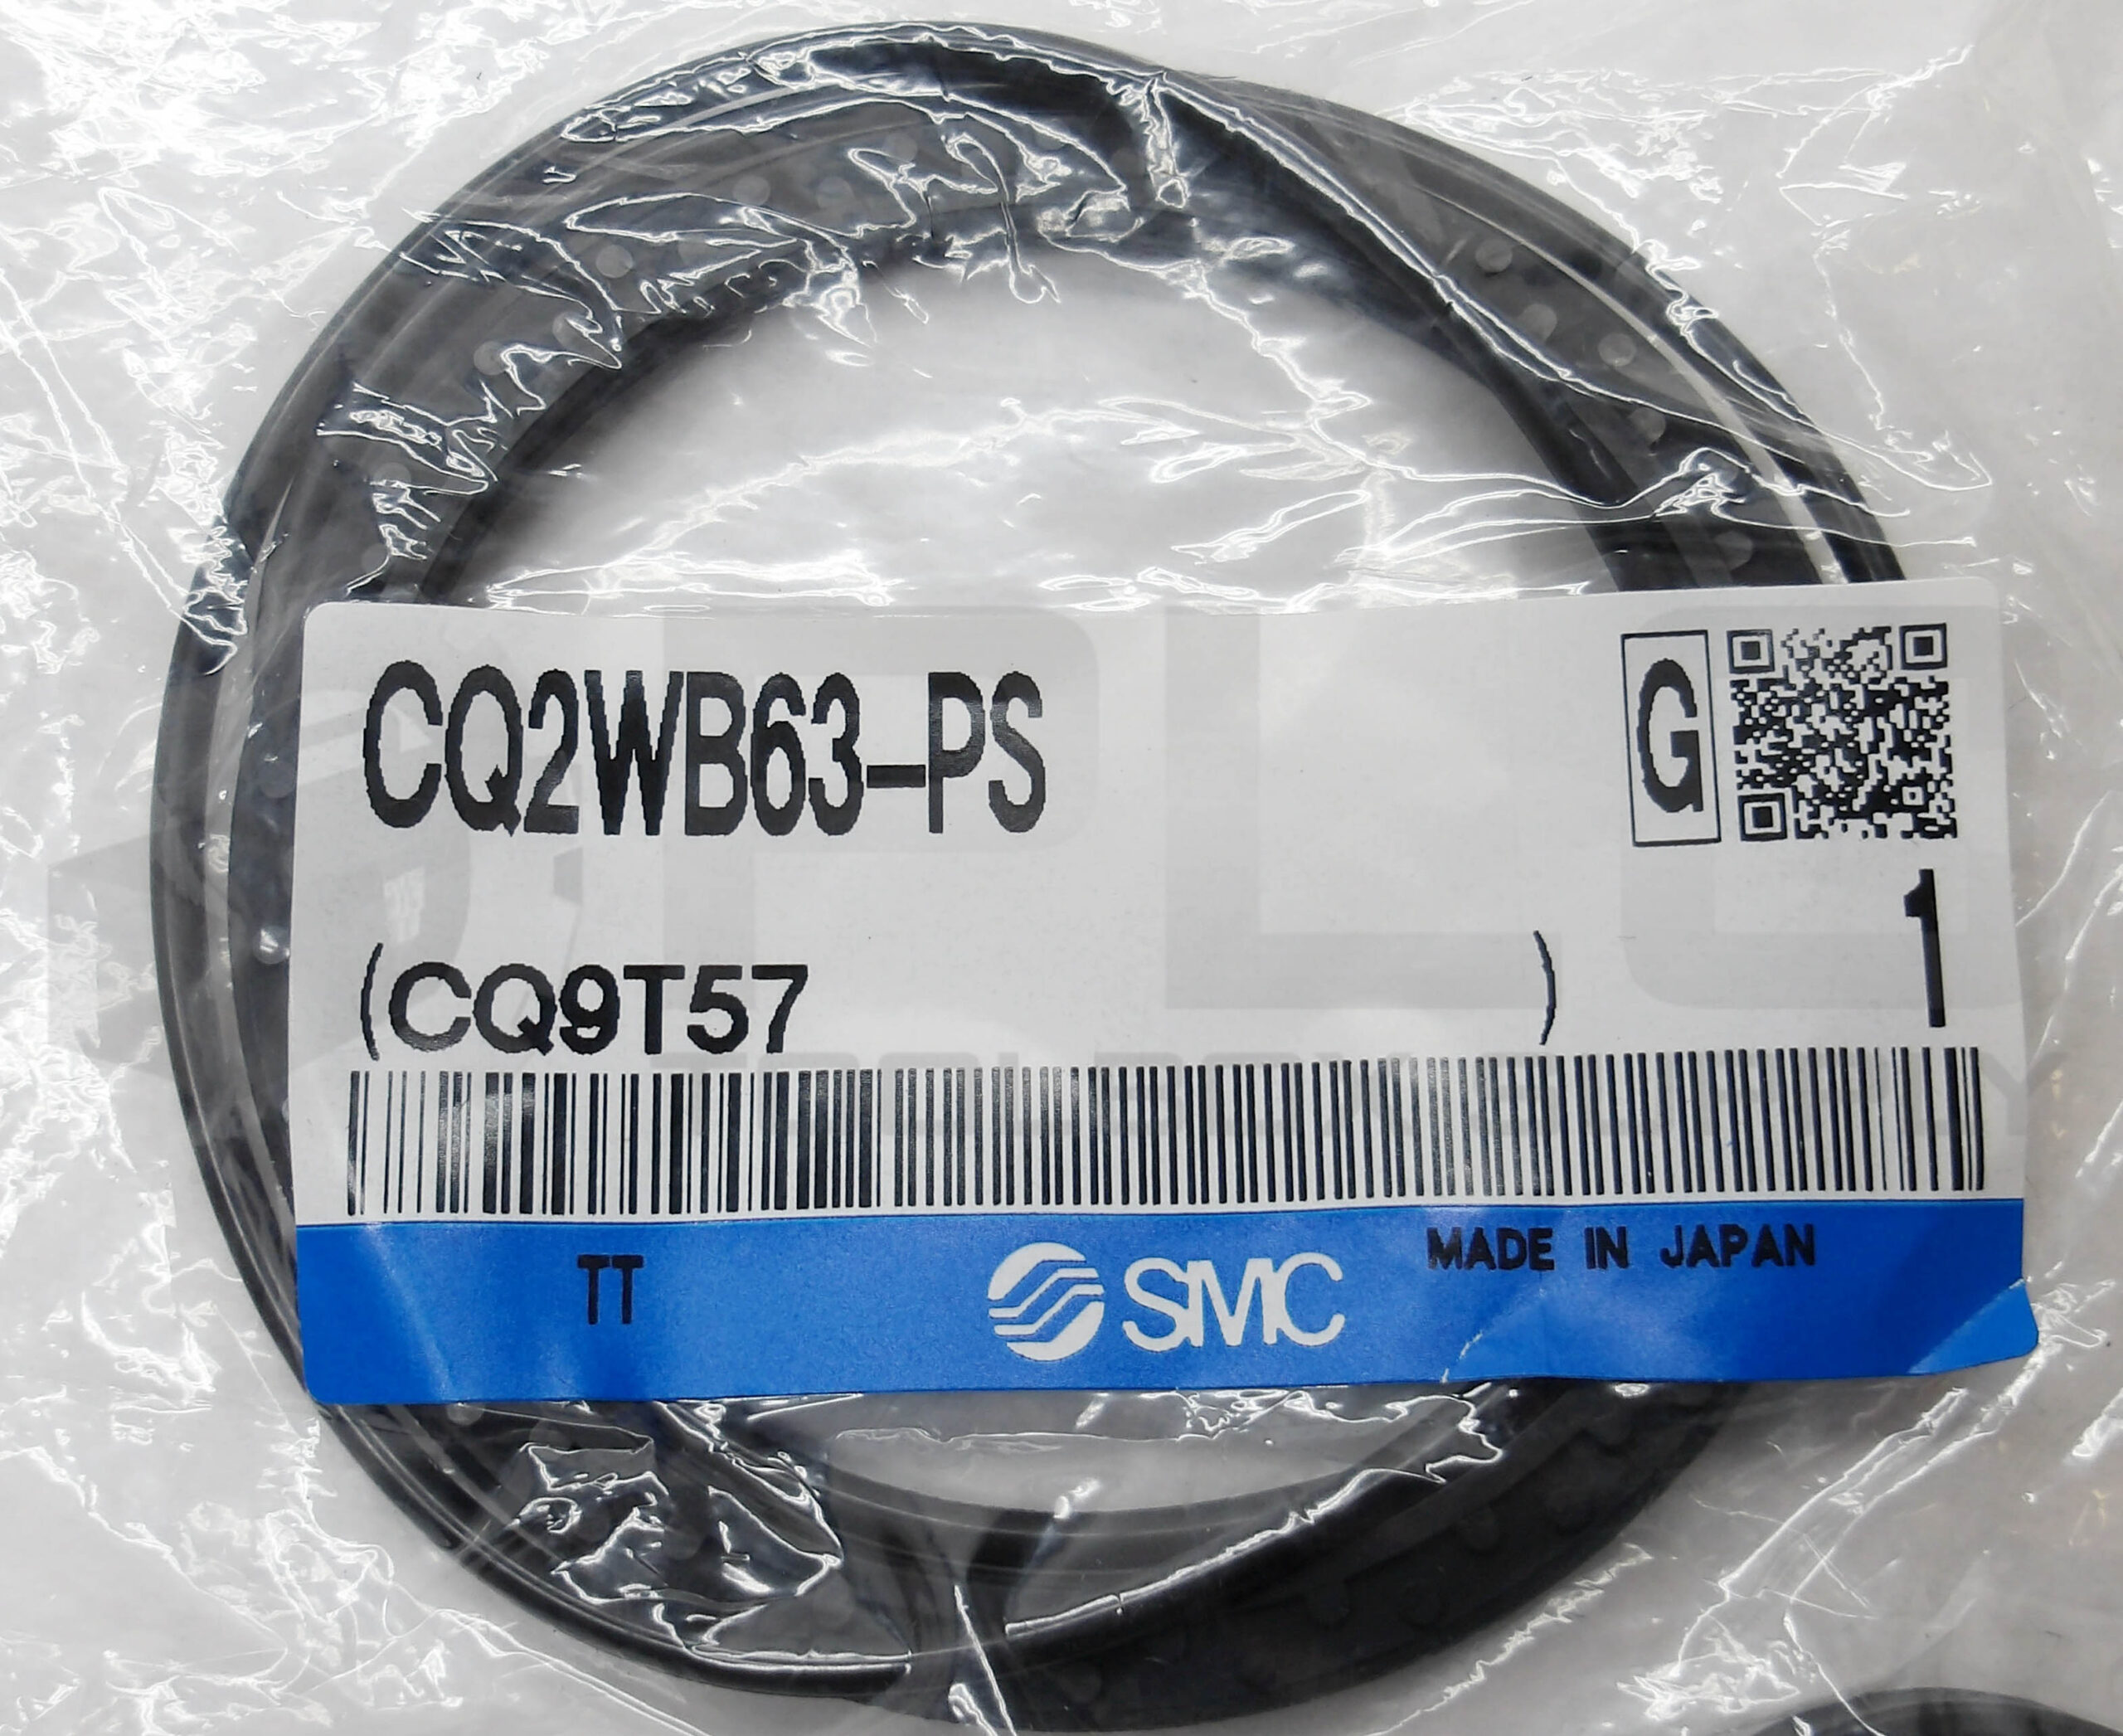 CQ2WB63-PS
G
1
(CQ9T57 )
TT
SMC
MADE IN JAPAN